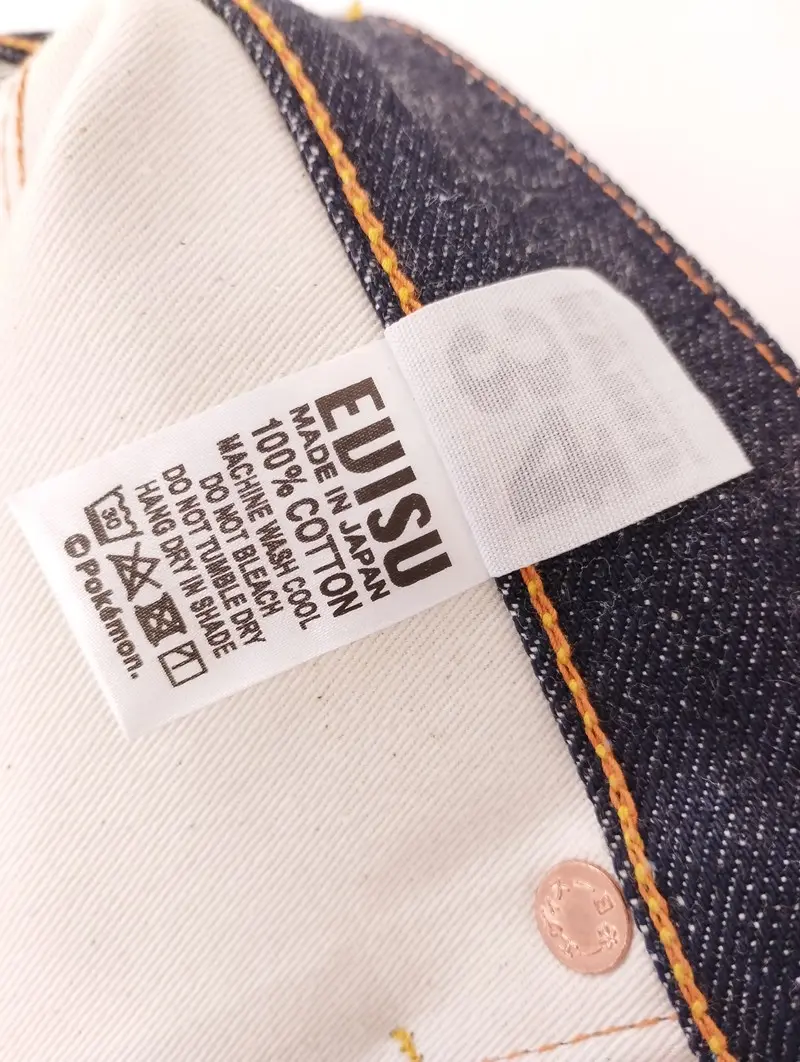 EUISU
MADE IN JAPAN
100% COTTON
MACHINE WASH COOL
DO NOT BLEACH
DO NOT TUMBLE DRY
HANG DRY IN SHADE
30
©Pokémon.
34